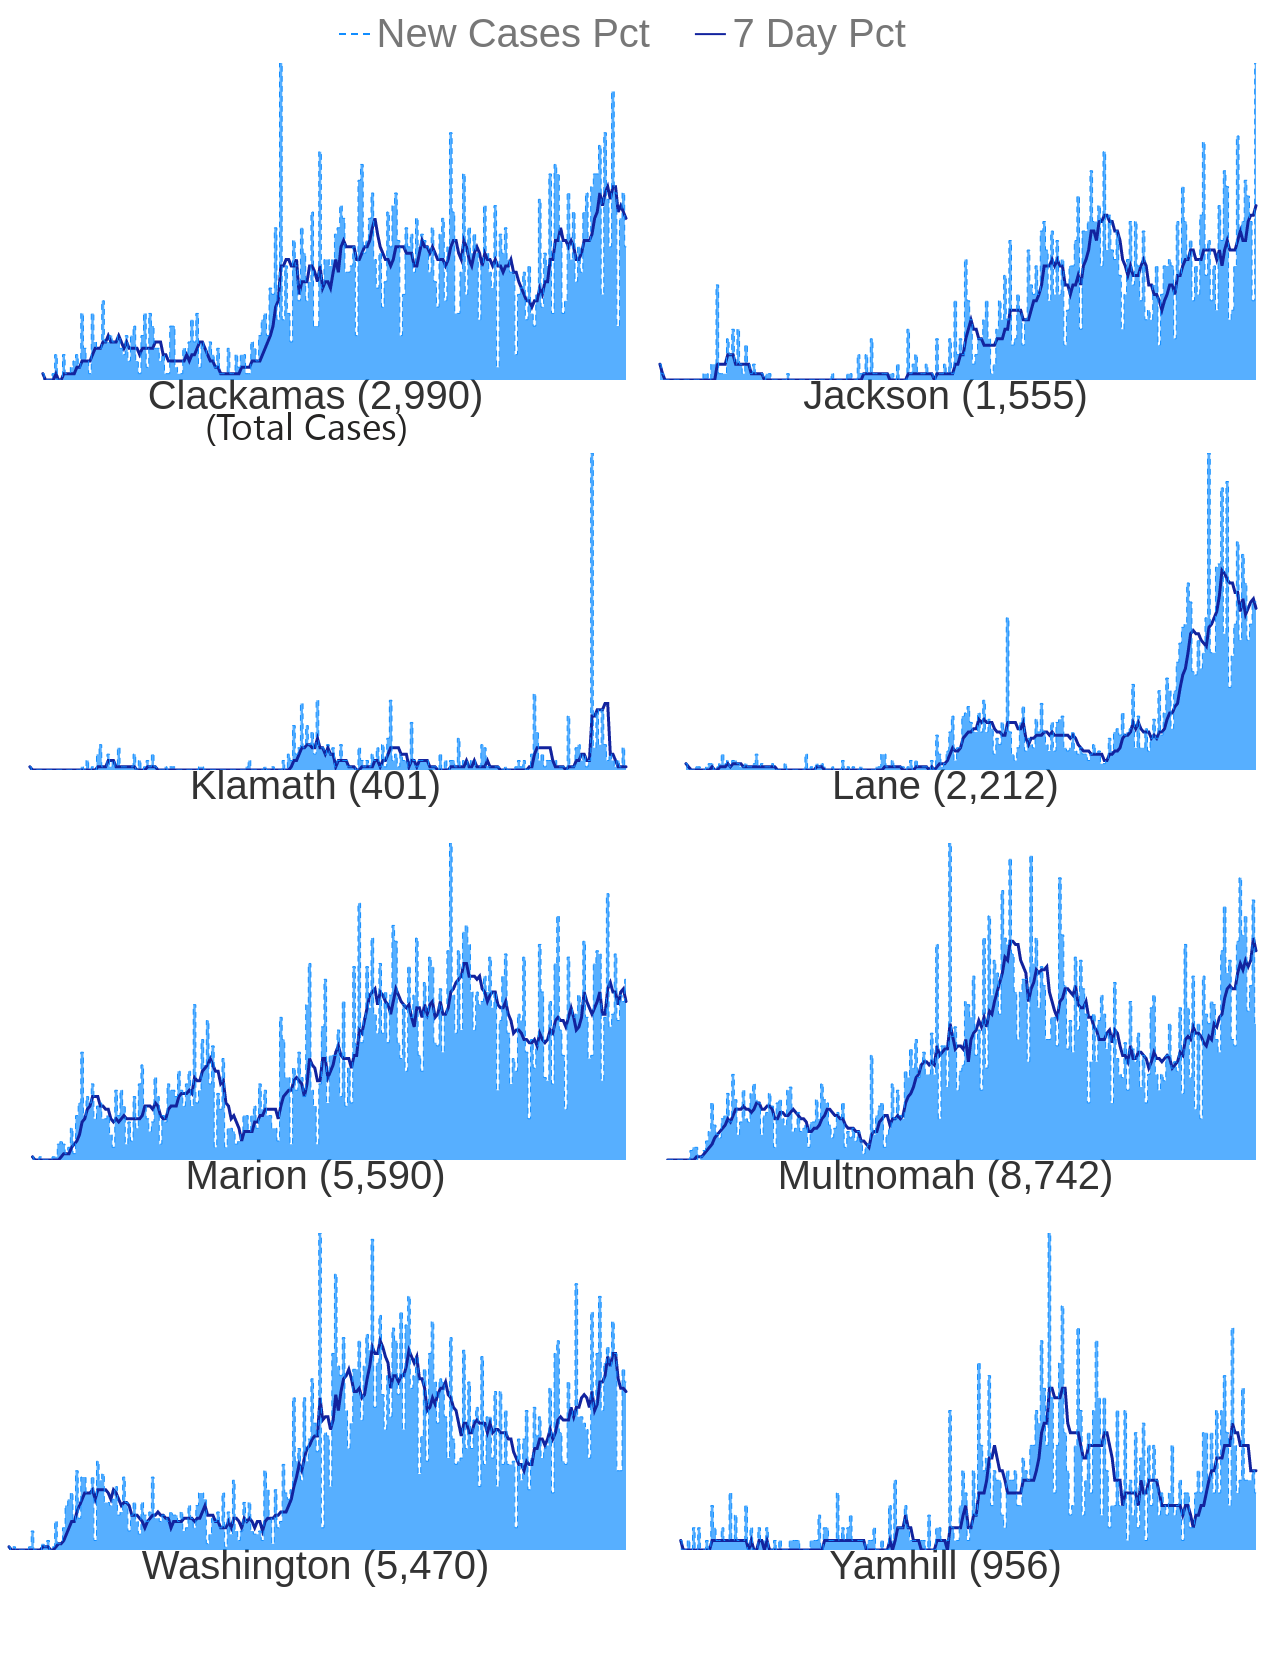 New Cases Pct 7 Day Pct
Clackamas (2,990) Jackson (1,555)
(Total Cases)
Klamath (401) Lane (2,212)
Marion (5,590) Multnomah (8,742)
Washington (5,470) Yamhill (956)